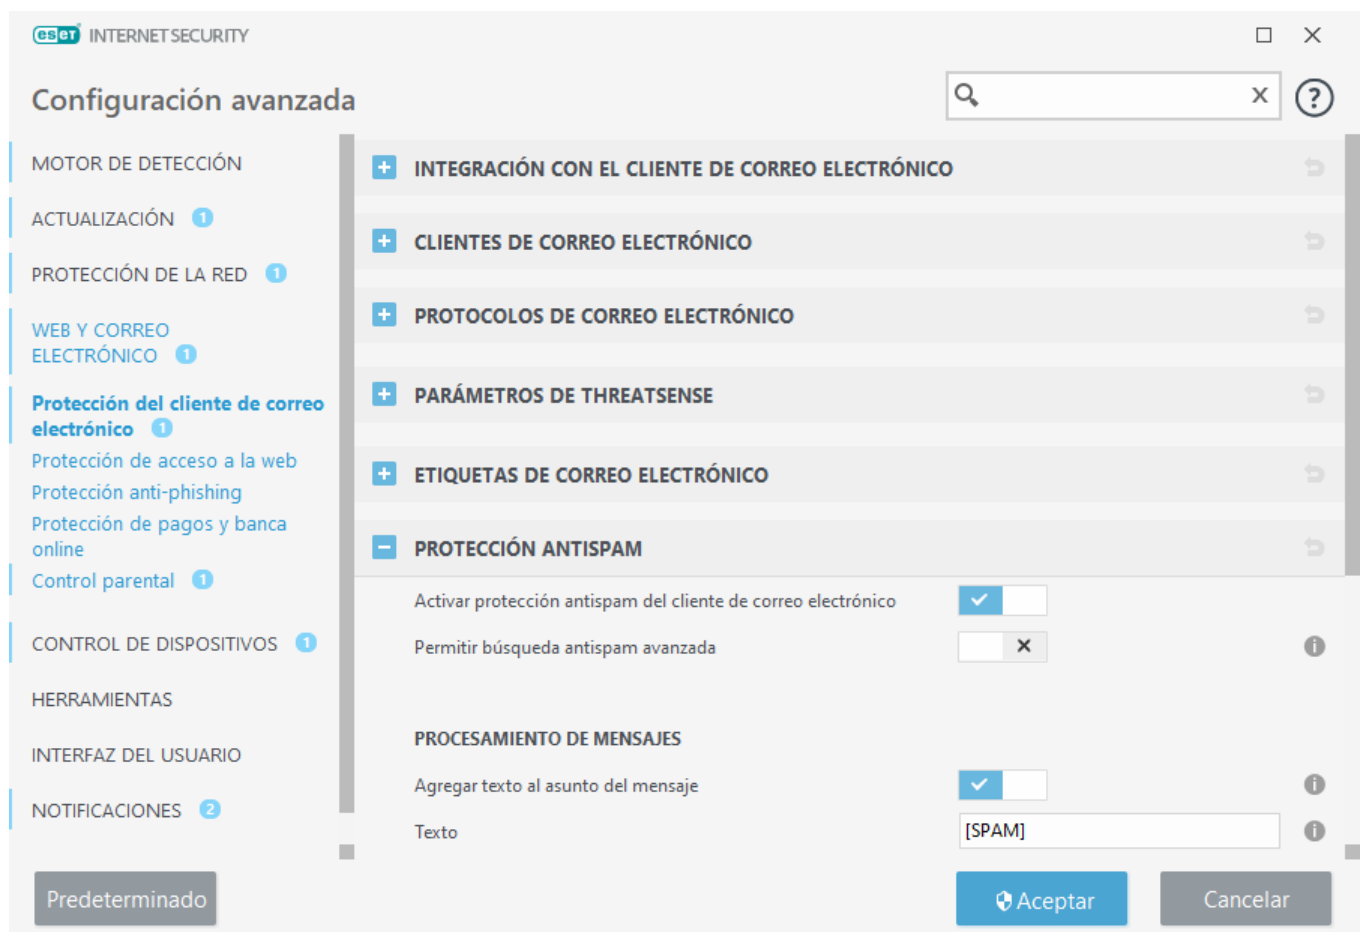 eset INTERNET SECURITY
Configuración avanzada
x
?
MOTOR DE DETECCIÓN
ACTUALIZACIÓN 1
PROTECCIÓN DE LA RED 1
WEB Y CORREO
ELECTRÓNICO 1
Protección del cliente de correo
electrónico 1
Protección de acceso a la web
Protección anti-phishing
Protección de pagos y banca
online
Control parental 1
CONTROL DE DISPOSITIVOS 1
HERRAMIENTAS
INTERFAZ DEL USUARIO
NOTIFICACIONES 2
INTEGRACIÓN CON EL CLIENTE DE CORREO ELECTRÓNICO
CLIENTES DE CORREO ELECTRÓNICO
PROTOCOLOS DE CORREO ELECTRÓNICO
PARÁMETROS DE THREATSENSE
ETIQUETAS DE CORREO ELECTRÓNICO
PROTECCIÓN ANTISPAM
Activar protección antispam del cliente de correo electrónico
Permitir búsqueda antispam avanzada
PROCESAMIENTO DE MENSAJES
Agregar texto al asunto del mensaje
Texto [SPAM]
Predeterminado
Aceptar
Cancelar